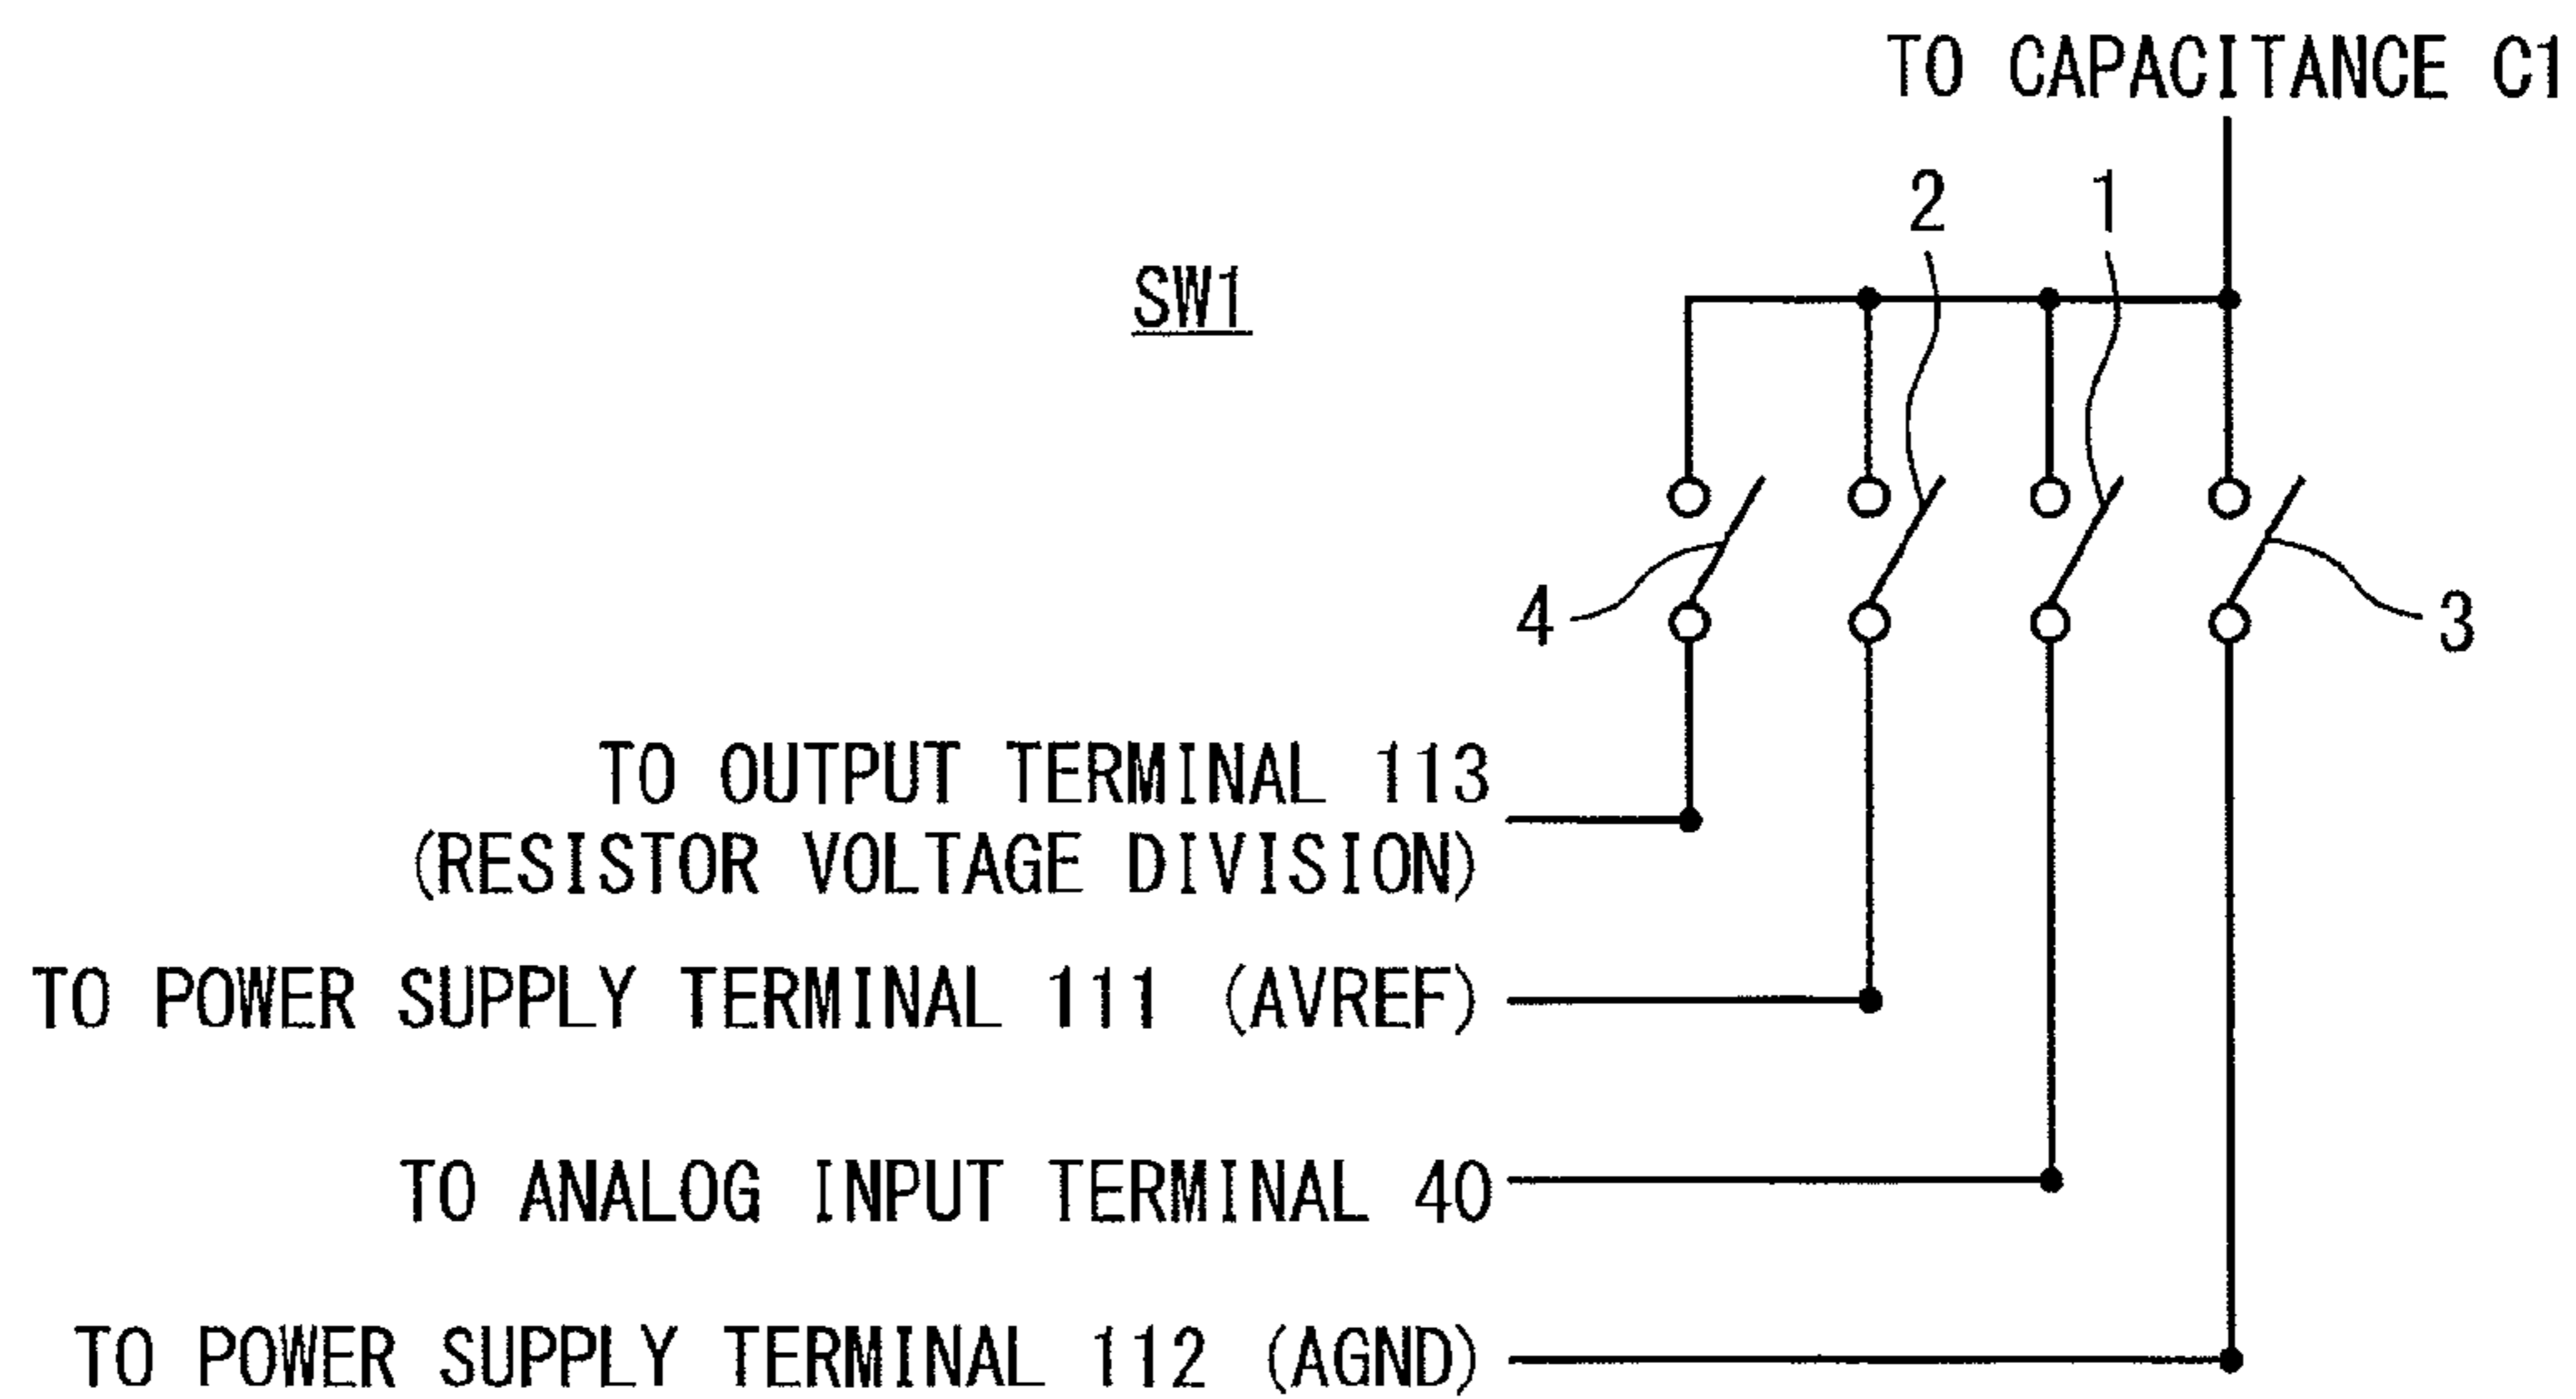 TO CAPACITANCE C1
2
1
SW1
4
3
TO OUTPUT TERMINAL 113
(RESISTOR VOLTAGE DIVISION)
TO POWER SUPPLY TERMINAL 111 (AVREF)
TO ANALOG INPUT TERMINAL 40
TO POWER SUPPLY TERMINAL 112 (AGND)